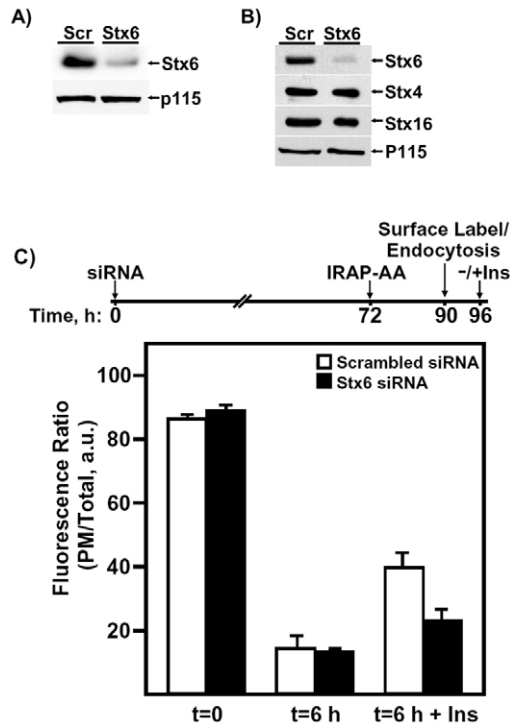 A)
Scr Stx6
Stx6
p115
B)
Scr Stx6
Stx6
Stx4
Stx16
P115
C)
Surface Label/
Endocytosis
siRNA IRAP-AA −/+Ins
Time, h: 0 72 90 96
Scrambled siRNA
Stx6 siRNA
Fluorescence Ratio
(PM/Total, a.u.)
100
80
60
40
20
t=0 t=6 h t=6 h + Ins